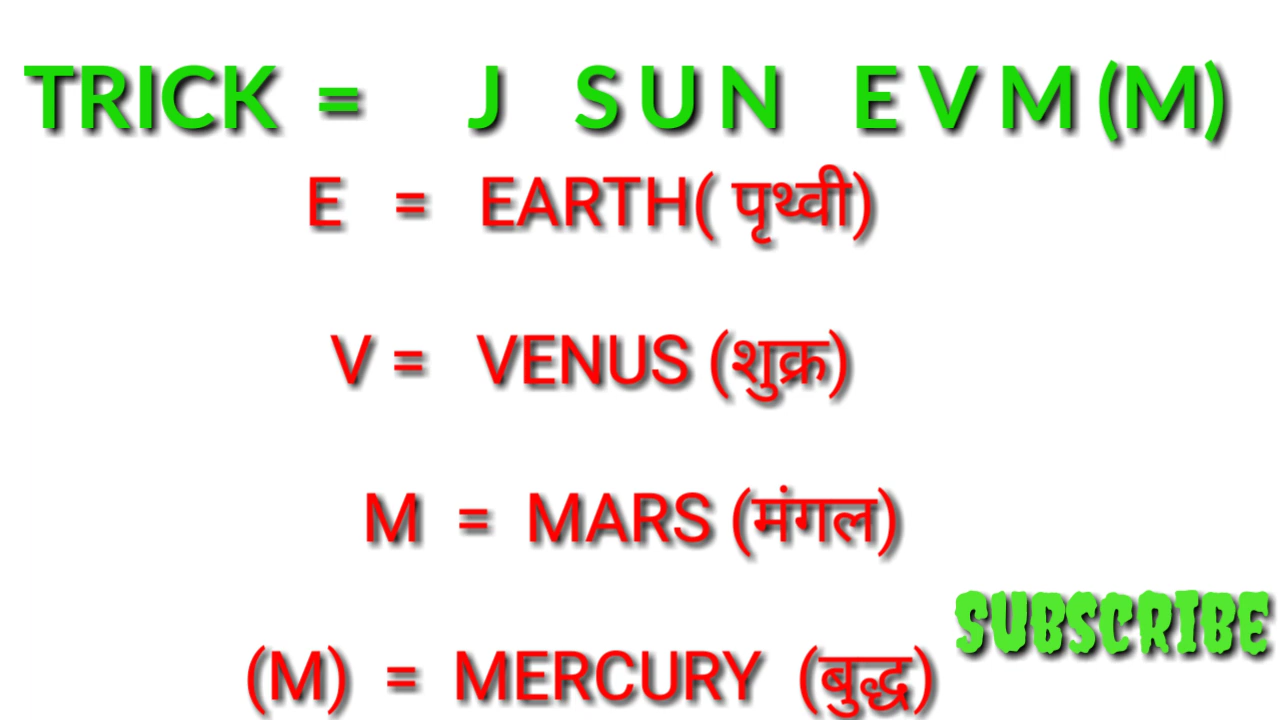 TRICK = J SUN EVM(M)
E = EARTH( पृथ्वी)
V = VENUS (शुक्र)
M = MARS (मंगल)
SUBSCRIBE
(M) = MERCURY (बुद्ध)